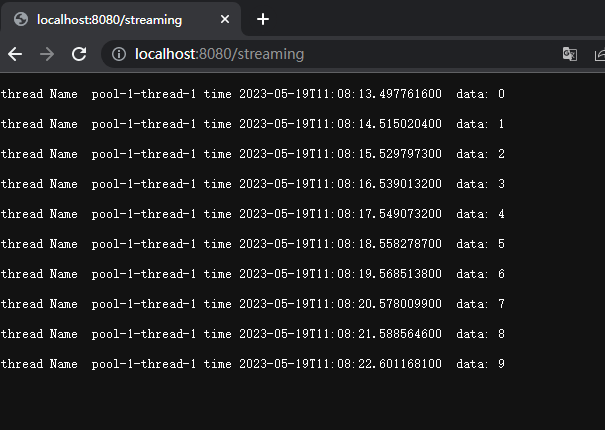 localhost:8080/streaming
localhost:8080/streaming
thread Name  pool-1-thread-1 time 2023-05-19T11:08:13.497761600  data: 0
thread Name  pool-1-thread-1 time 2023-05-19T11:08:14.515020400  data: 1
thread Name  pool-1-thread-1 time 2023-05-19T11:08:15.529797300  data: 2
thread Name  pool-1-thread-1 time 2023-05-19T11:08:16.539013200  data: 3
thread Name  pool-1-thread-1 time 2023-05-19T11:08:17.549073200  data: 4
thread Name  pool-1-thread-1 time 2023-05-19T11:08:18.558278700  data: 5
thread Name  pool-1-thread-1 time 2023-05-19T11:08:19.568513800  data: 6
thread Name  pool-1-thread-1 time 2023-05-19T11:08:20.578009900  data: 7
thread Name  pool-1-thread-1 time 2023-05-19T11:08:21.588564600  data: 8
thread Name  pool-1-thread-1 time 2023-05-19T11:08:22.601168100  data: 9